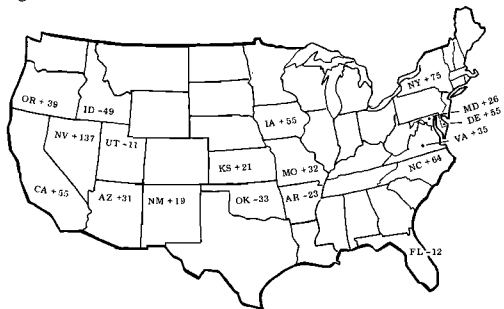 NY + 75
MD + 26
OR + 39
ID -49
DE + 55
IA + 55
NV + 137
VA + 35
UT -11
KS + 21
MO + 32
NC + 64
CA + 55
AZ + 31
NM + 19
OK -33
AR -23
FL -12